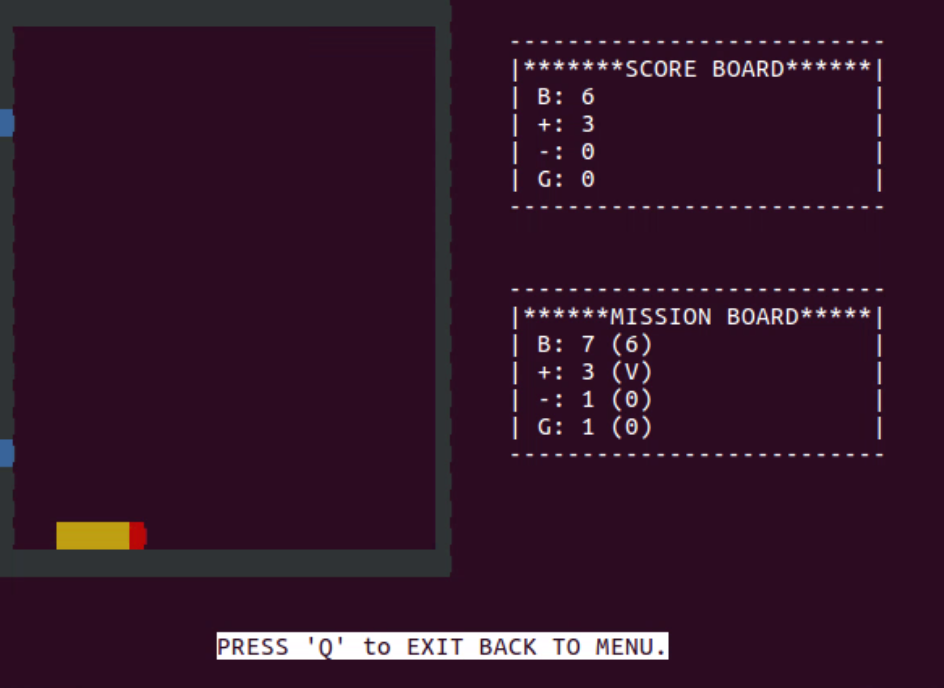 --------------------------
|*******SCORE BOARD******|
| B: 6                   |
| +: 3                   |
| -: 0                   |
| G: 0                   |
--------------------------
--------------------------
|******MISSION BOARD*****|
| B: 7 (6)               |
| +: 3 (V)               |
| -: 1 (0)               |
| G: 1 (0)               |
--------------------------
PRESS 'Q' to EXIT BACK TO MENU.